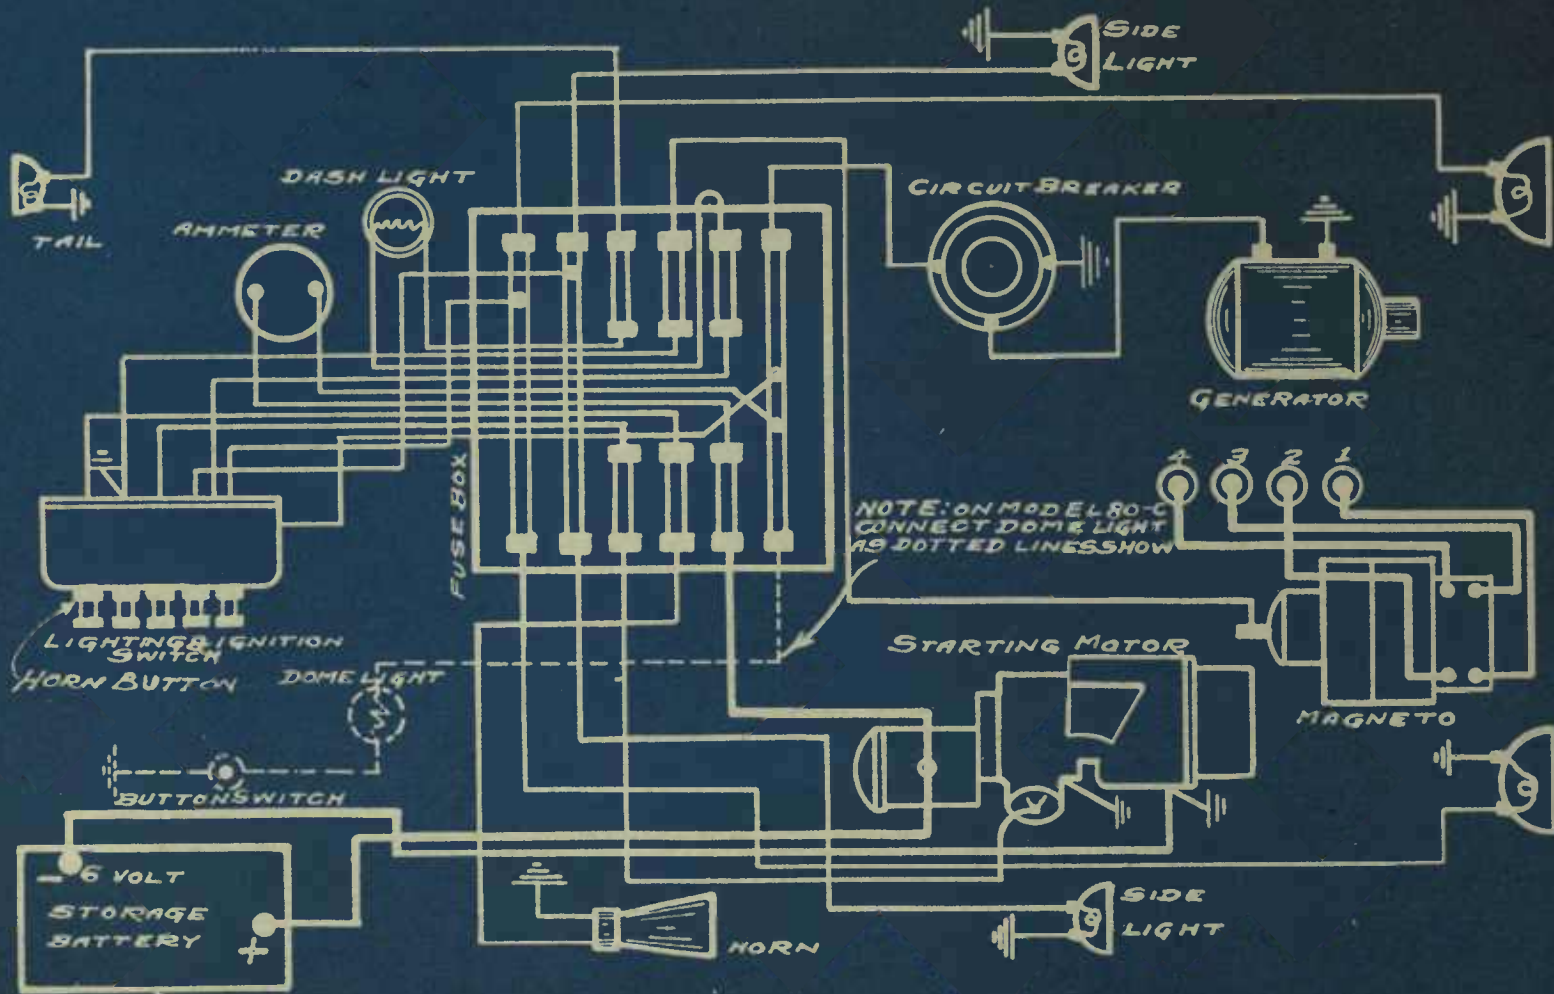 SIDE
LIGHT
DASH LIGHT
CIRCUIT BREAKER
TAIL
AMMETER
GENERATOR
4 3 2 1
FUSE BOX
NOTE: ON MODEL 80-C
CONNECT DOME LIGHT
AS DOTTED LINES SHOW
LIGHTING & IGNITION
SWITCH
HORN BUTTON
DOME LIGHT
STARTING MOTOR
MAGNETO
BUTTON SWITCH
- 6 VOLT
STORAGE
BATTERY
+
HORN
SIDE
LIGHT